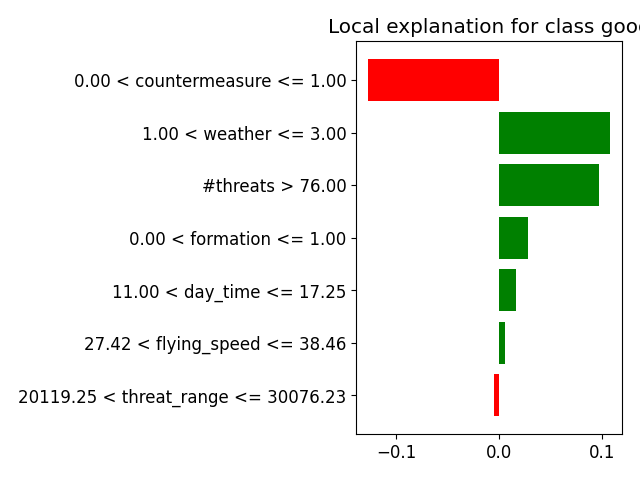 Local explanation for class good
0.00 < countermeasure <= 1.00
1.00 < weather <= 3.00
#threats > 76.00
0.00 < formation <= 1.00
11.00 < day_time <= 17.25
27.42 < flying_speed <= 38.46
20119.25 < threat_range <= 30076.23
−0.1 0.0 0.1